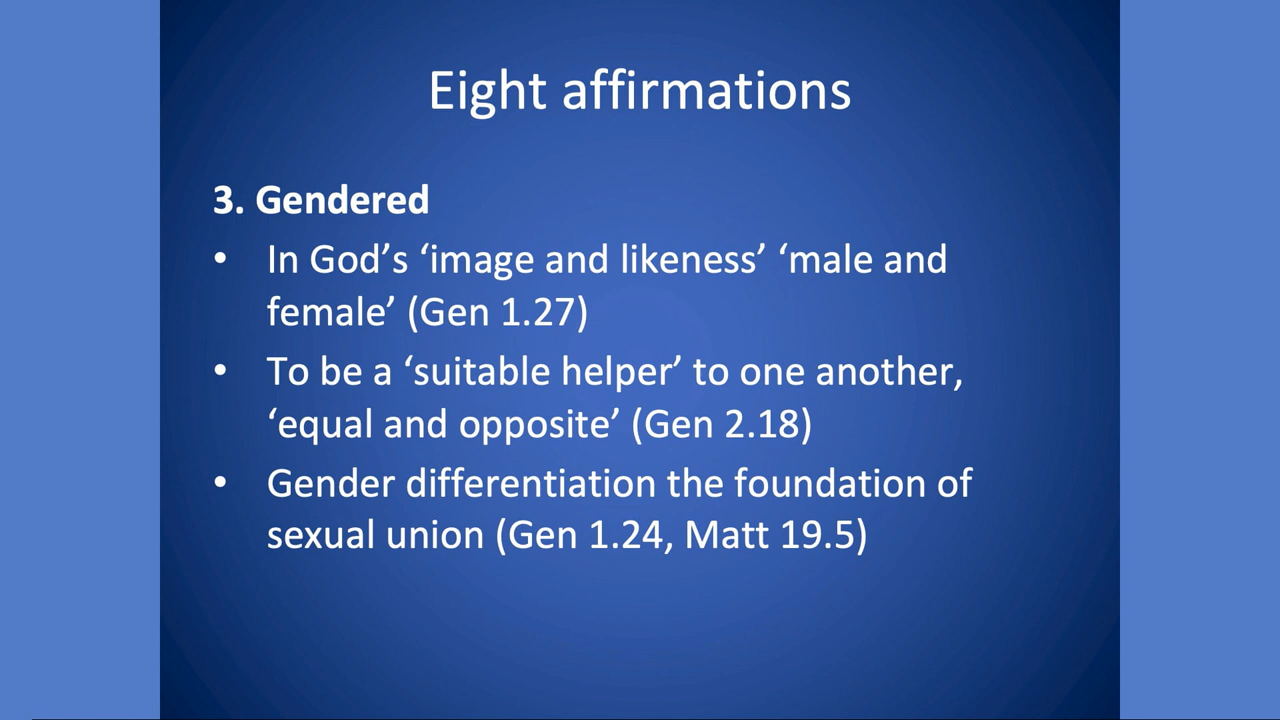 Eight affirmations
3. Gendered
• In God’s ‘image and likeness’ ‘male and
female’ (Gen 1.27)
• To be a ‘suitable helper’ to one another,
‘equal and opposite’ (Gen 2.18)
• Gender differentiation the foundation of
sexual union (Gen 1.24, Matt 19.5)